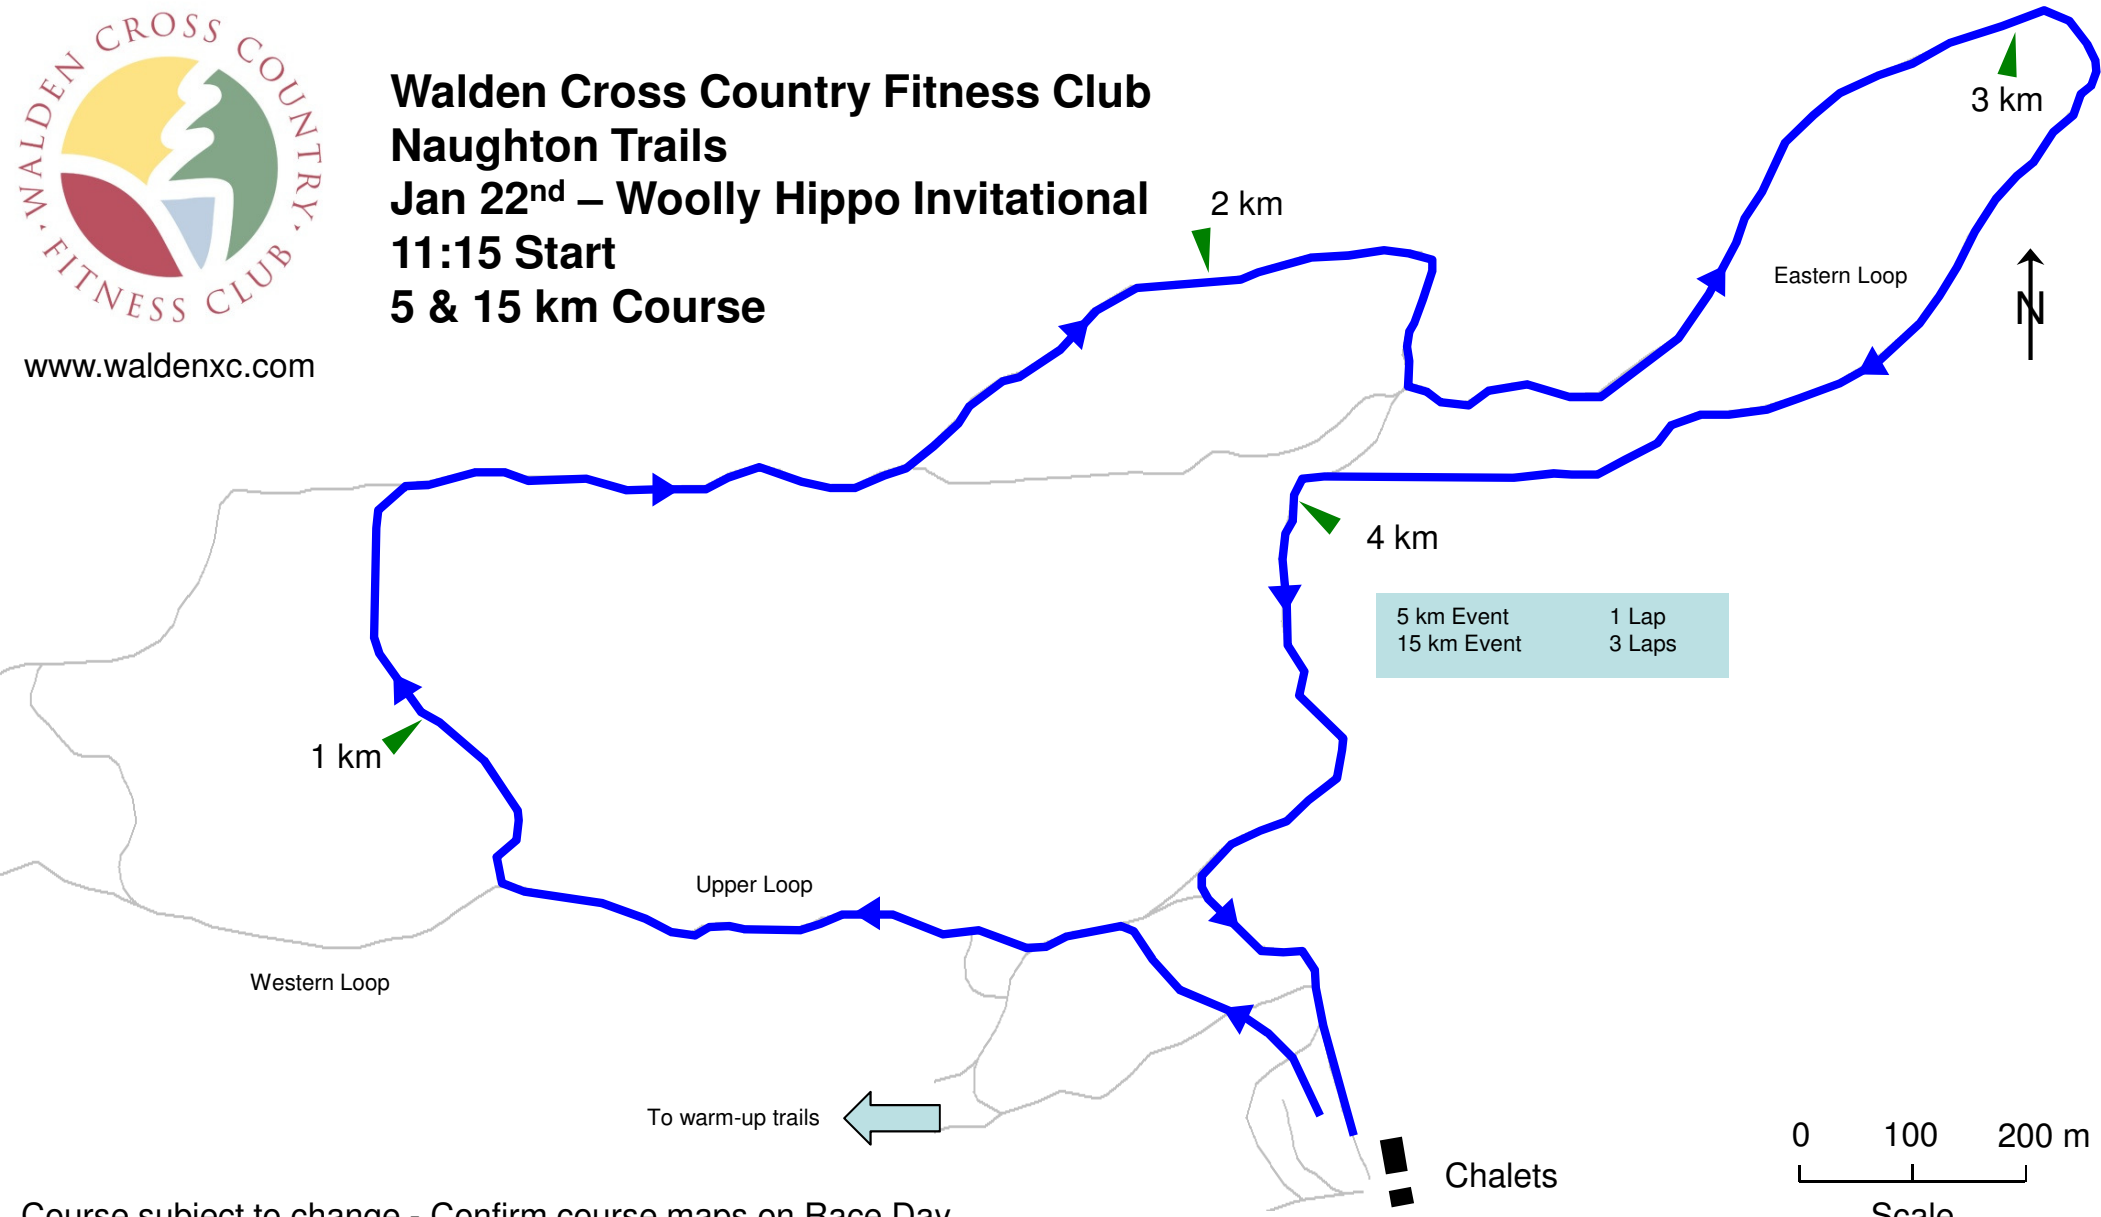 WALDEN CROSS COUNTRY
FITNESS CLUB
www.waldenxc.com
Walden Cross Country Fitness Club
Naughton Trails
Jan 22nd – Woolly Hippo Invitational
11:15 Start
5 & 15 km Course
2 km
3 km
Eastern Loop
N
4 km
5 km Event 1 Lap
15 km Event 3 Laps
1 km
Upper Loop
Western Loop
To warm-up trails
Chalets
0 100 200 m
Scale
Course subject to change - Confirm course maps on Race Day